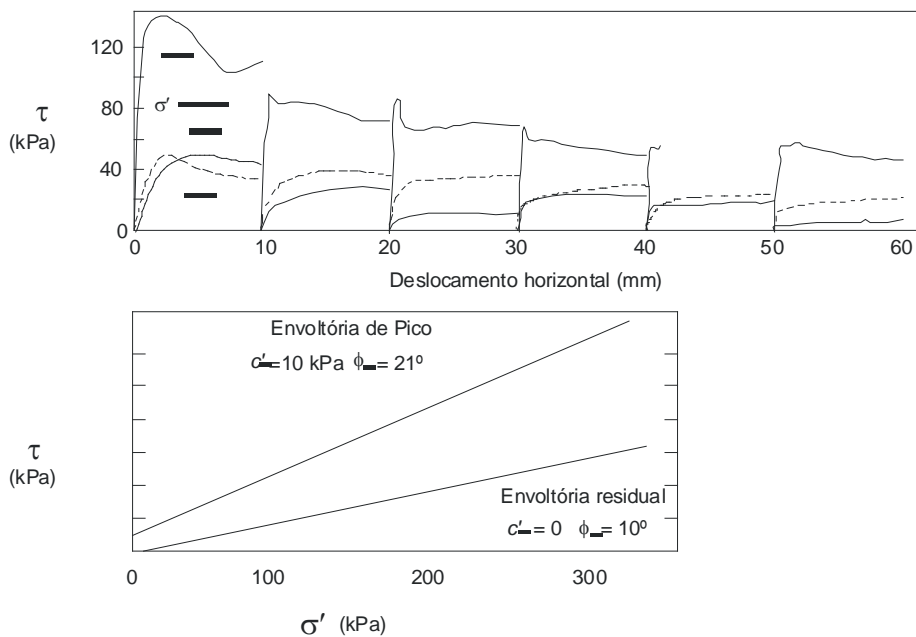 120
80
40
0
τ
(kPa)
σ'
0 10 20 30 40 50 60
Deslocamento horizontal (mm)
Envoltória de Pico
c'=10 kPa ϕ = 21º
τ
(kPa)
Envoltória residual
c'= 0 ϕ = 10º
0 100 200 300
σ' (kPa)